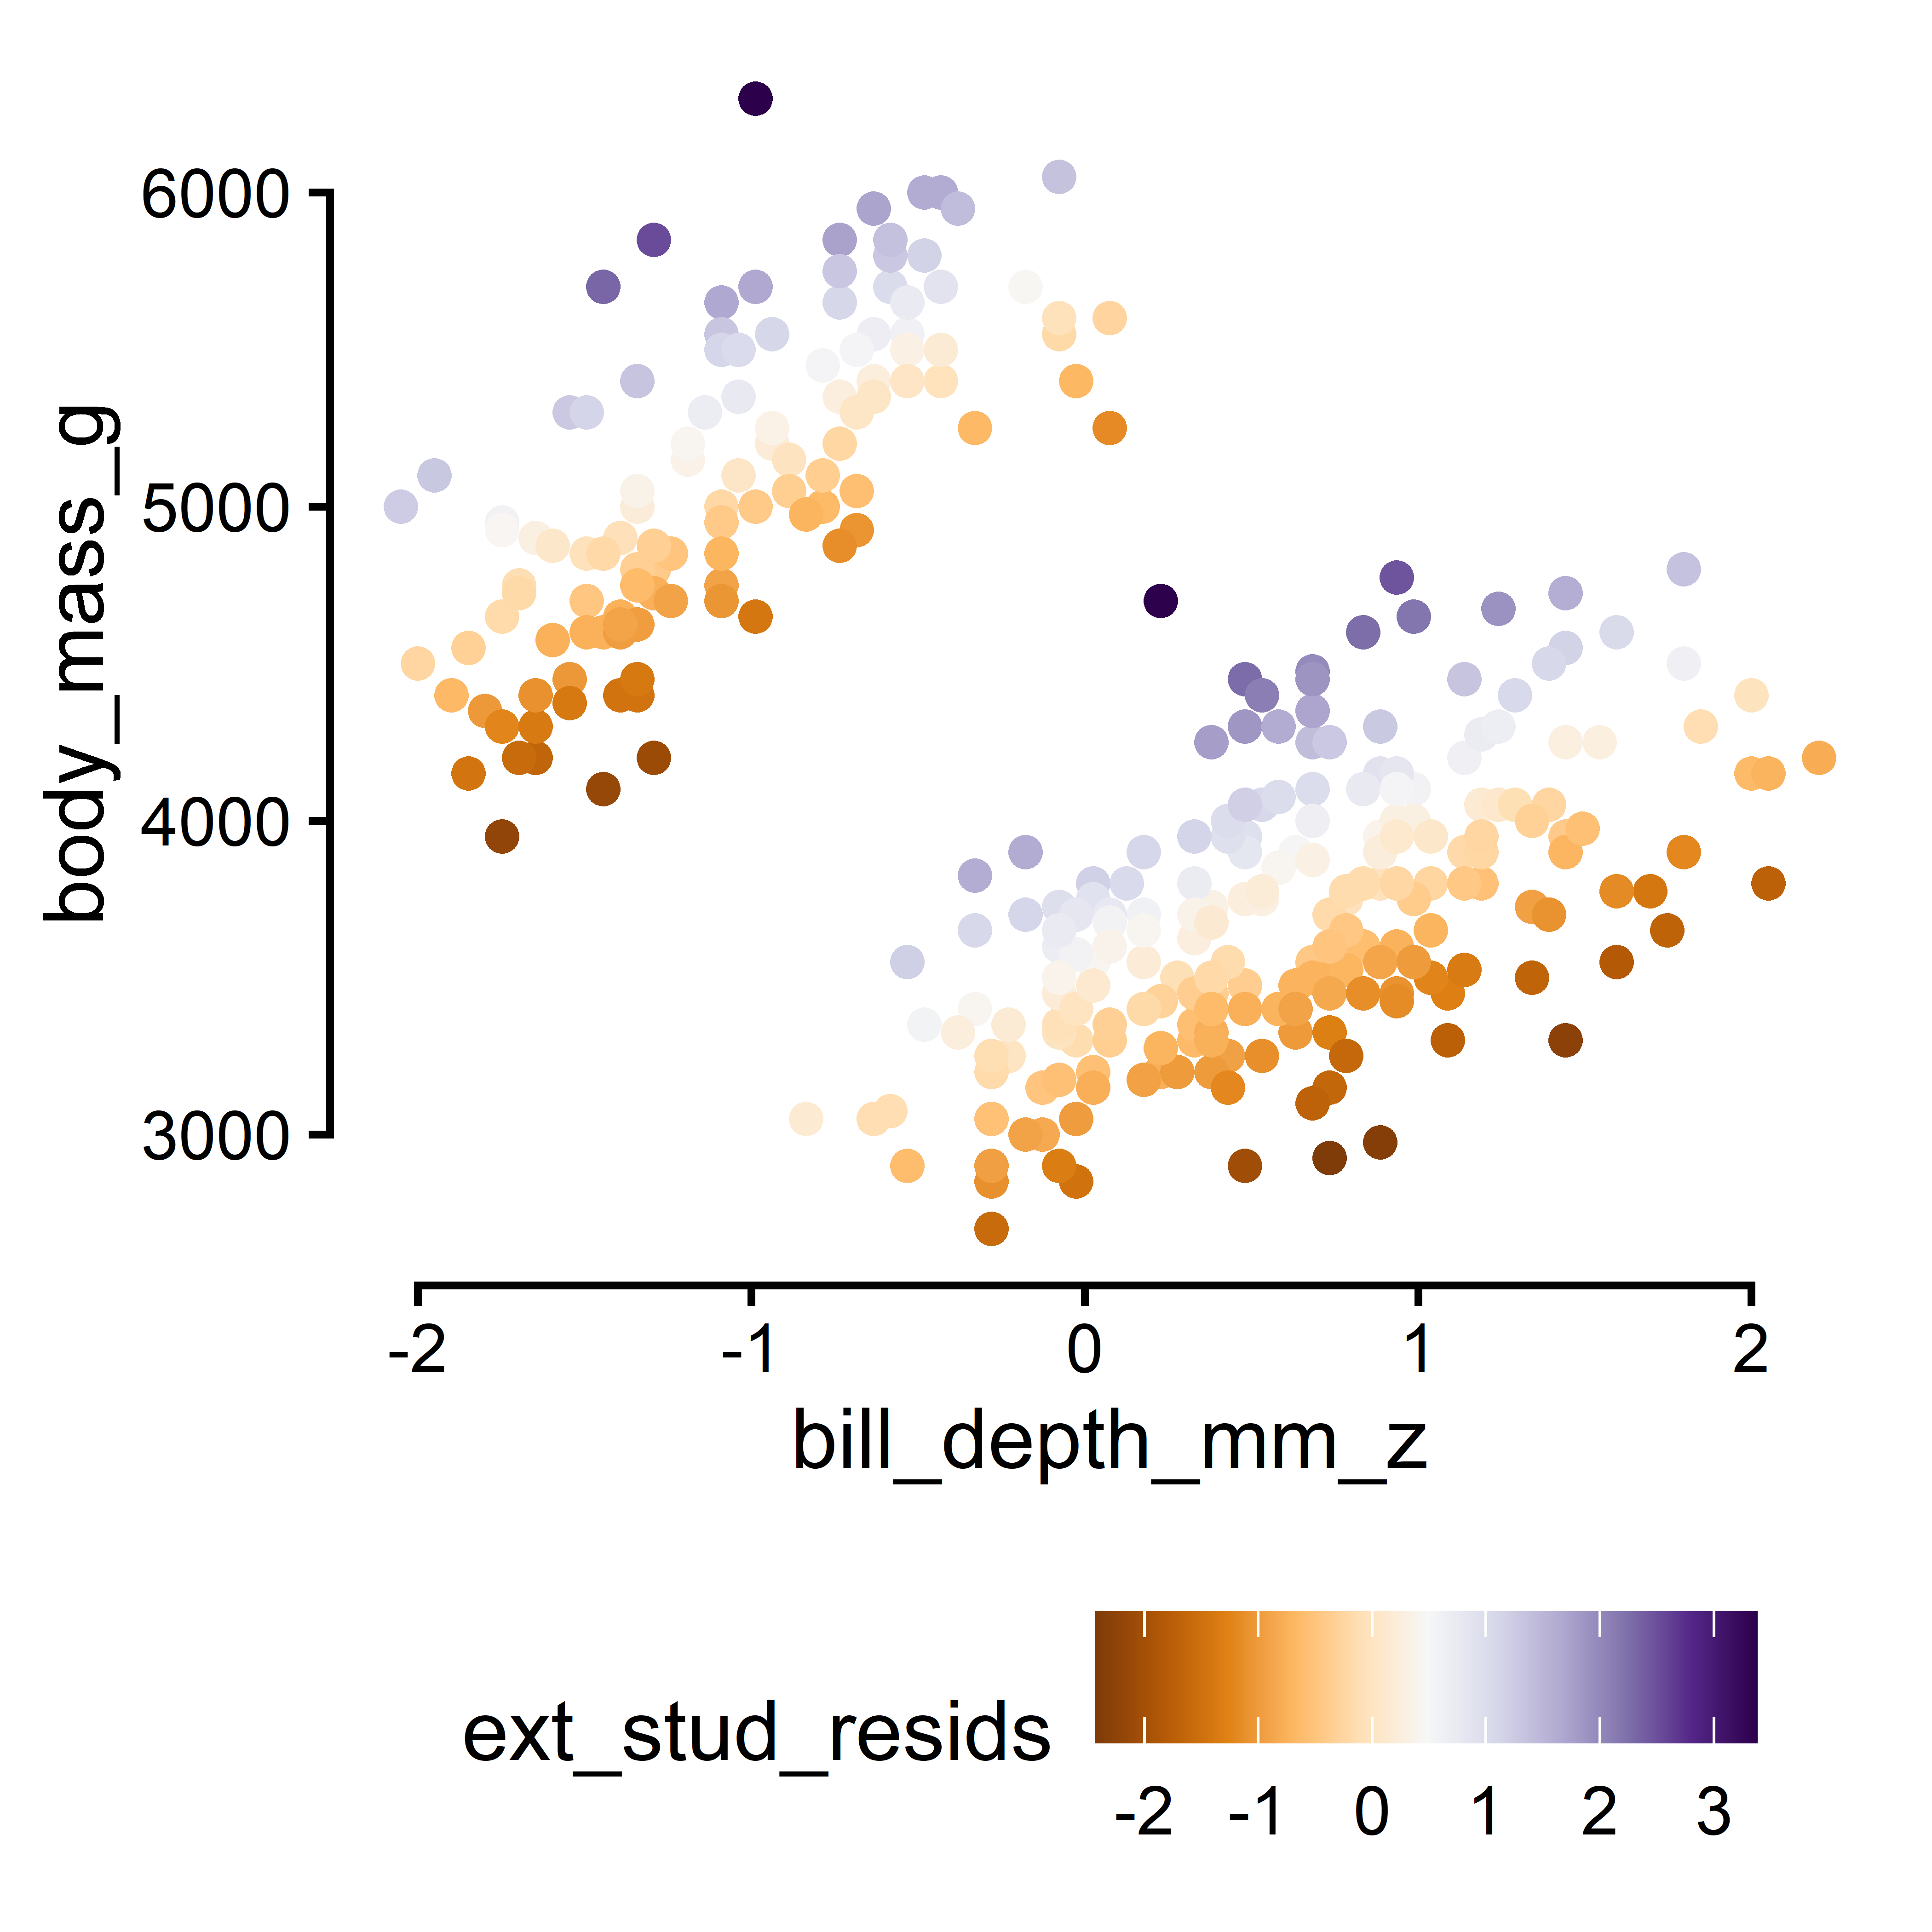 body_mass_g
6000
5000
4000
3000
-2 -1 0 1 2
bill_depth_mm_z
ext_stud_resids
-2 -1 0 1 2 3